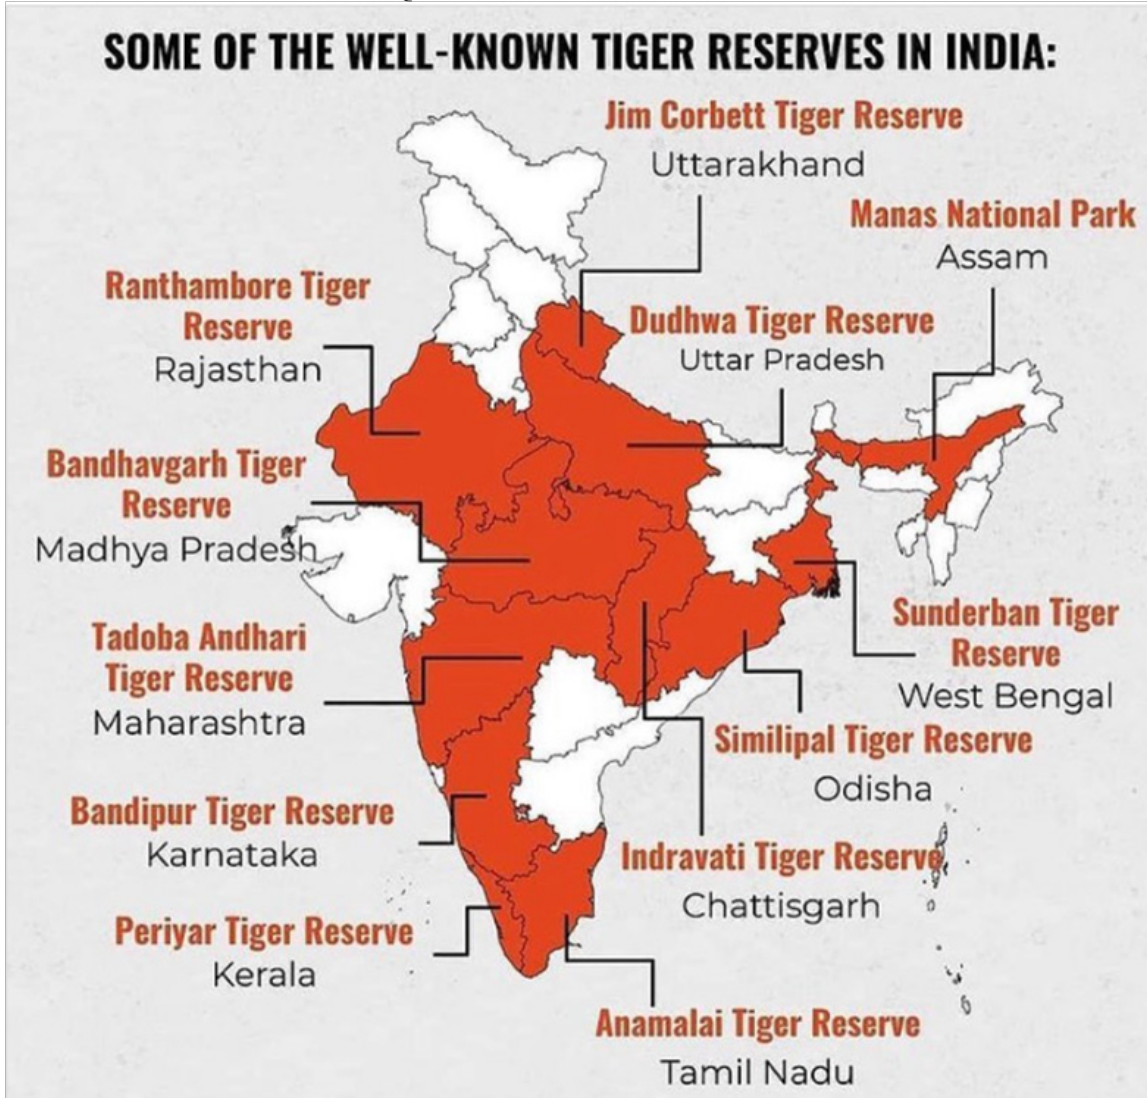 SOME OF THE WELL-KNOWN TIGER RESERVES IN INDIA:
Jim Corbett Tiger Reserve
Uttarakhand
Manas National Park
Assam
Ranthambore Tiger
Reserve
Rajasthan
Dudhwa Tiger Reserve
Uttar Pradesh
Bandhavgarh Tiger
Reserve
Madhya Pradesh
Sunderban Tiger
Reserve
West Bengal
Tadoba Andhari
Tiger Reserve
Maharashtra
Similipal Tiger Reserve
Odisha
Bandipur Tiger Reserve
Karnataka
Indravati Tiger Reserve
Chattisgarh
Periyar Tiger Reserve
Kerala
Anamalai Tiger Reserve
Tamil Nadu